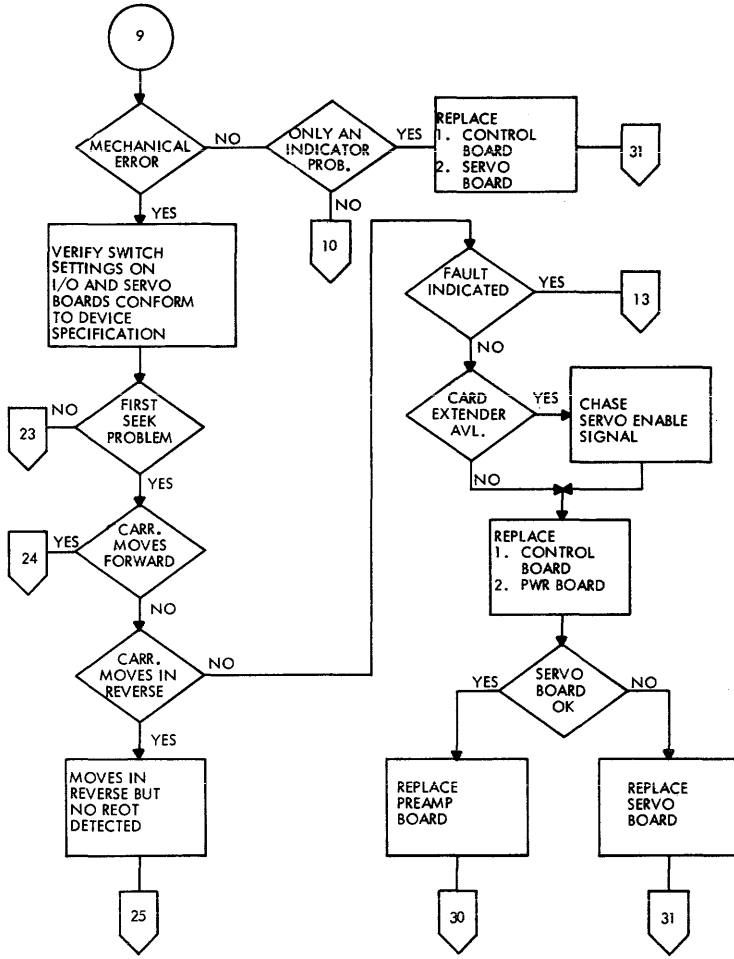 9
MECHANICAL
ERROR
NO
ONLY AN
INDICATOR
PROB.
YES
REPLACE
1. CONTROL
BOARD
2. SERVO
BOARD
31
NO
10
YES
VERIFY SWITCH
SETTINGS ON
I/O AND SERVO
BOARDS CONFORM
TO DEVICE
SPECIFICATION
FIRST
SEEK
PROBLEM
NO
23
YES
CARR.
MOVES
FORWARD
YES
24
NO
CARR.
MOVES IN
REVERSE
NO
YES
MOVES IN
REVERSE BUT
NO REOT
DETECTED
25
FAULT
INDICATED
YES
13
NO
CARD
EXTENDER
AVL.
YES
CHASE
SERVO ENABLE
SIGNAL
NO
REPLACE
1. CONTROL
BOARD
2. PWR BOARD
SERVO
BOARD
OK
YES
NO
REPLACE
PREAMP
BOARD
30
REPLACE
SERVO
BOARD
31